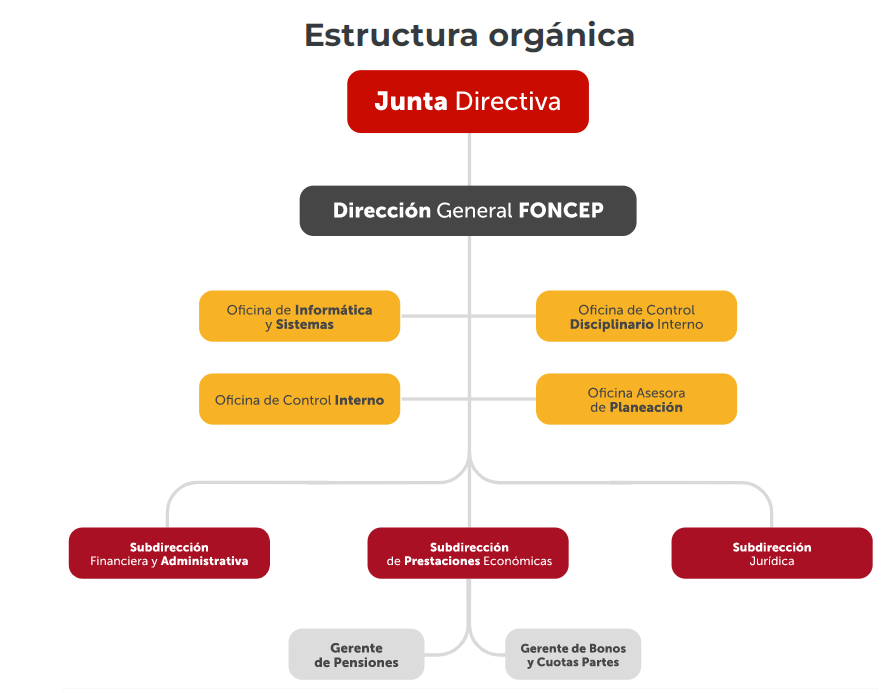 Estructura orgánica
Junta Directiva
Dirección General FONCEP
Oficina de Informática
y Sistemas
Oficina de Control
Disciplinario Interno
Oficina de Control Interno
Oficina Asesora
de Planeación
Subdirección
Financiera y Administrativa
Subdirección
de Prestaciones Económicas
Subdirección
Jurídica
Gerente
de Pensiones
Gerente de Bonos
y Cuotas Partes